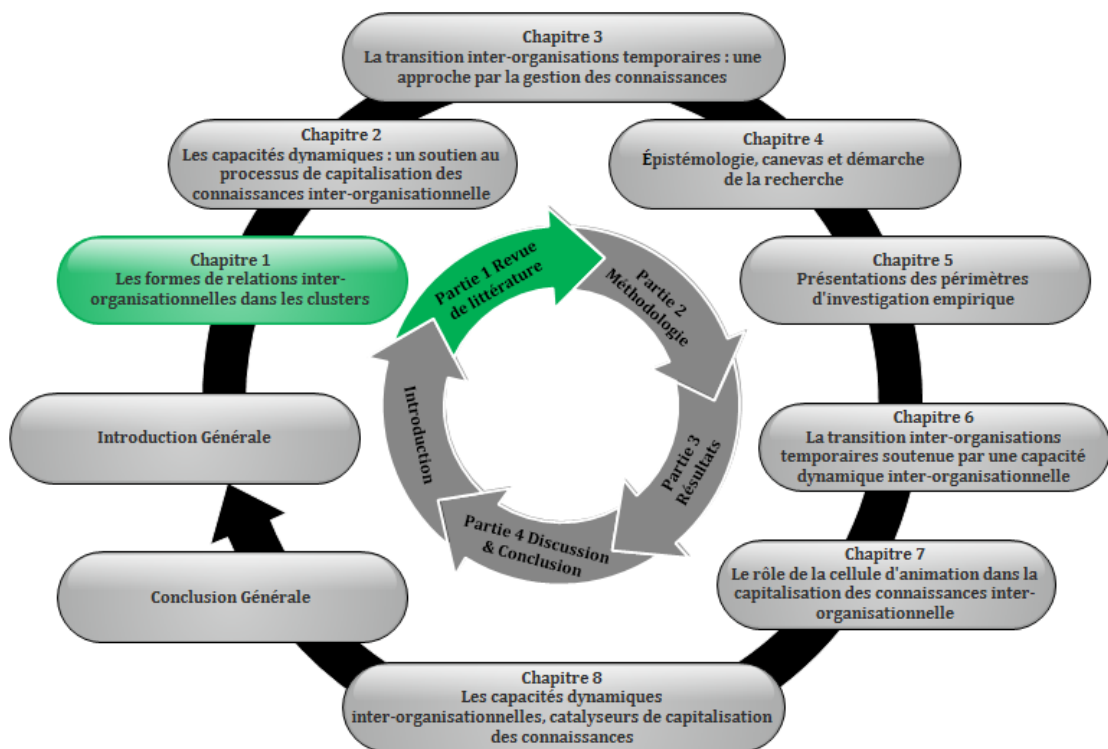 Chapitre 3
La transition inter-organisations temporaires : une
approche par la gestion des connaissances
Chapitre 2
Les capacités dynamiques : un soutien au
processus de capitalisation des
connaissances inter-organisationnelle
Chapitre 4
Épistémologie, canevas et démarche
de la recherche
Chapitre 1
Les formes de relations inter-
organisationnelles dans les clusters
Chapitre 5
Présentations des périmètres
d'investigation empirique
Partie 1 Revue
de littérature
Partie 2
Méthodologie
Partie 3
Résultats
Partie 4 Discussion
& Conclusion
Introduction
Introduction Générale
Chapitre 6
La transition inter-organisations
temporaires soutenue par une capacité
dynamique inter-organisationnelle
Conclusion Générale
Chapitre 7
Le rôle de la cellule d'animation dans la
capitalisation des connaissances inter-
organisationnelle
Chapitre 8
Les capacités dynamiques
inter-organisationnelles, catalyseurs de capitalisation
des connaissances